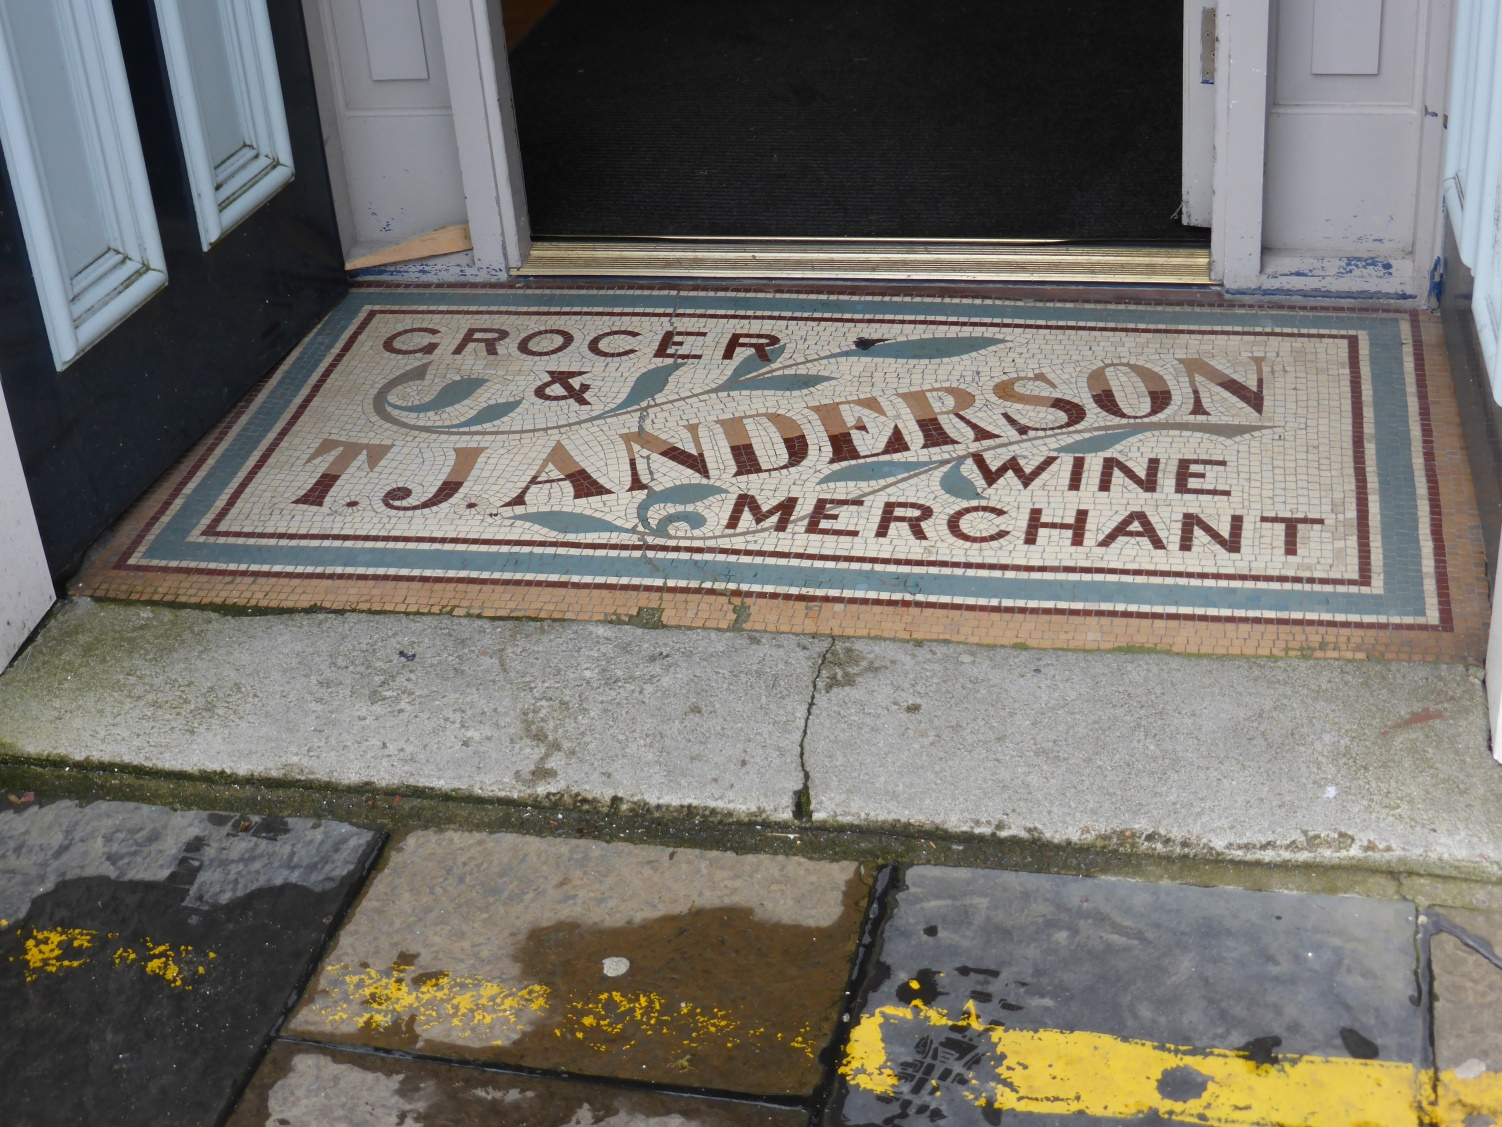 GROCER
&
T.J.ANDERSON
WINE
MERCHANT